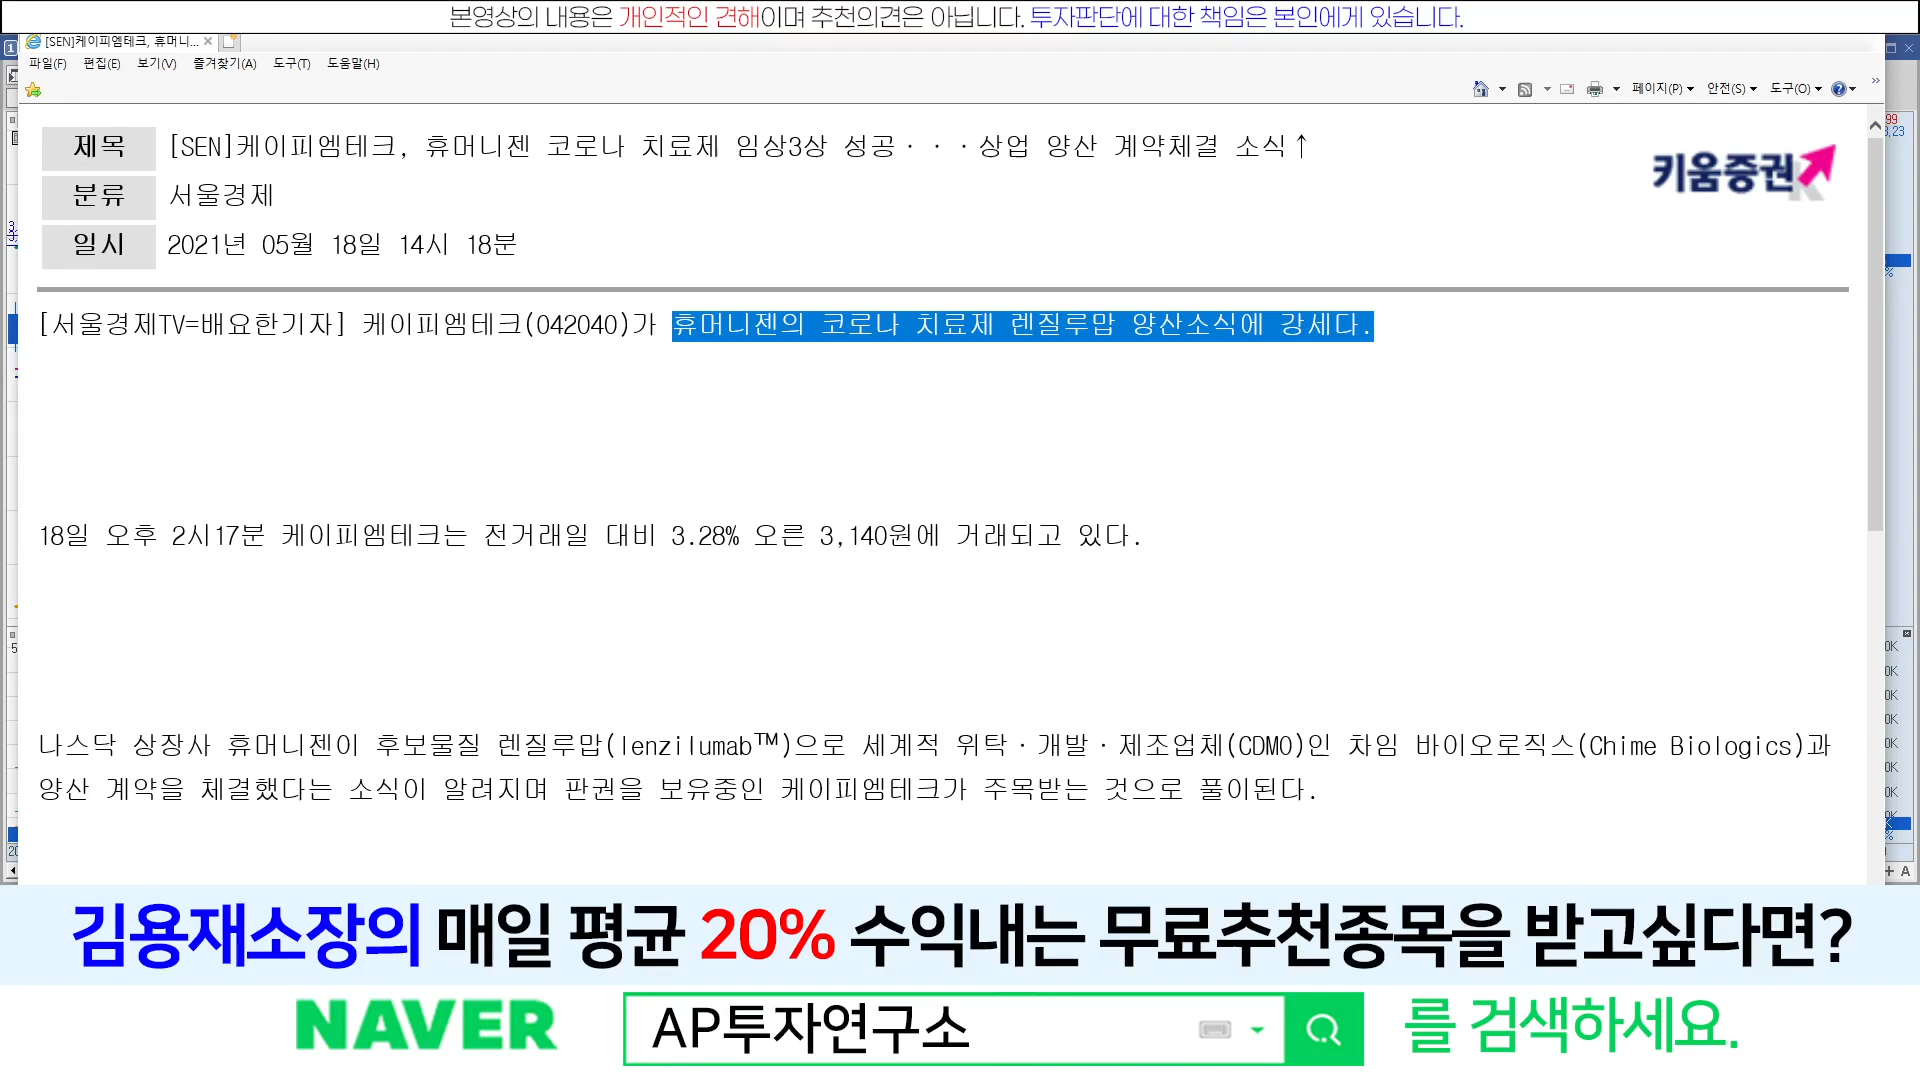 본영상의 내용은 개인적인 견해이며 추천의견은 아닙니다. 투자판단에 대한 책임은 본인에게 있습니다.
[SEN]케이피엠테크, 휴머니...
파일(F) 편집(E) 보기(V) 즐겨찾기(A) 도구(T) 도움말(H)
페이지(P) 안전(S) 도구(O)
제목 [SEN]케이피엠테크, 휴머니젠 코로나 치료제 임상3상 성공···상업 양산 계약체결 소식↑
키움증권
분류 서울경제
일시 2021년 05월 18일 14시 18분
[서울경제TV=배요한기자] 케이피엠테크(042040)가 휴머니젠의 코로나 치료제 렌질루맙 양산소식에 강세다.
18일 오후 2시17분 케이피엠테크는 전거래일 대비 3.28% 오른 3,140원에 거래되고 있다.
나스닥 상장사 휴머니젠이 후보물질 렌질루맙(lenzilumab™)으로 세계적 위탁·개발·제조업체(CDMO)인 차임 바이오로직스(Chime Biologics)과
양산 계약을 체결했다는 소식이 알려지며 판권을 보유중인 케이피엠테크가 주목받는 것으로 풀이된다.
김용재소장의 매일 평균 20% 수익내는 무료추천종목을 받고싶다면?
NAVER AP투자연구소 를 검색하세요.